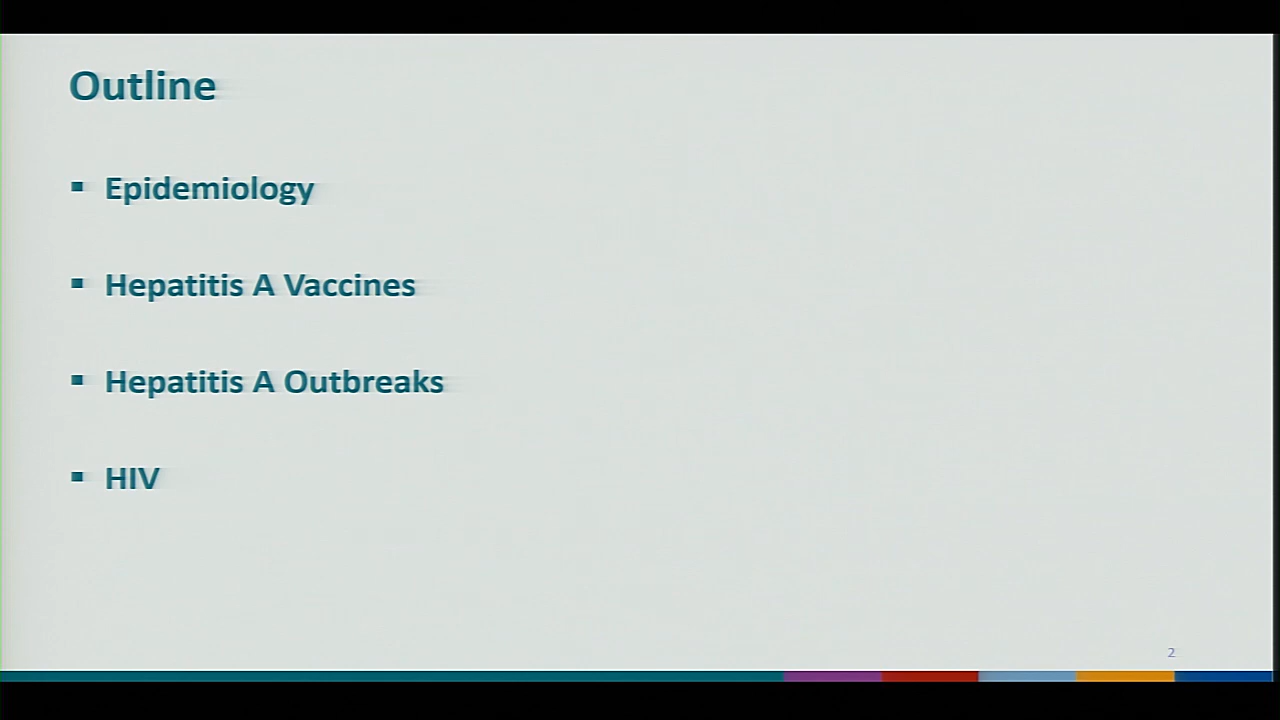 Outline
▪ Epidemiology
▪ Hepatitis A Vaccines
▪ Hepatitis A Outbreaks
▪ HIV
2